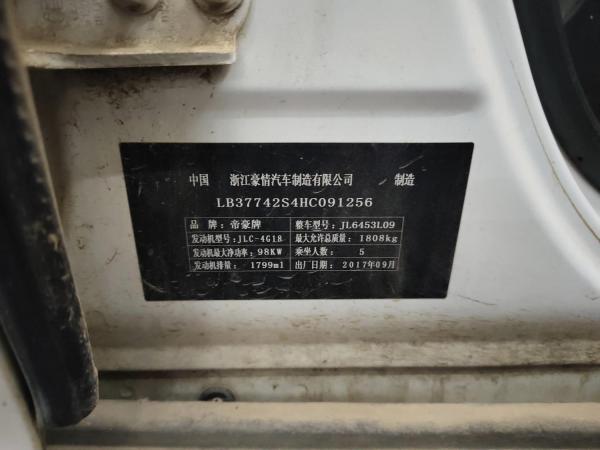 中国 浙江豪情汽车制造有限公司 制造
LB37742S4HC091256
品 牌: 帝豪牌 整车型号: JL6453L09
发动机型号: JLC-4G18 最大允许总质量: 1808kg
发动机最大净功率: 98KW 乘坐人数: 5
发动机排量: 1799ml 出厂日期: 2017年09月